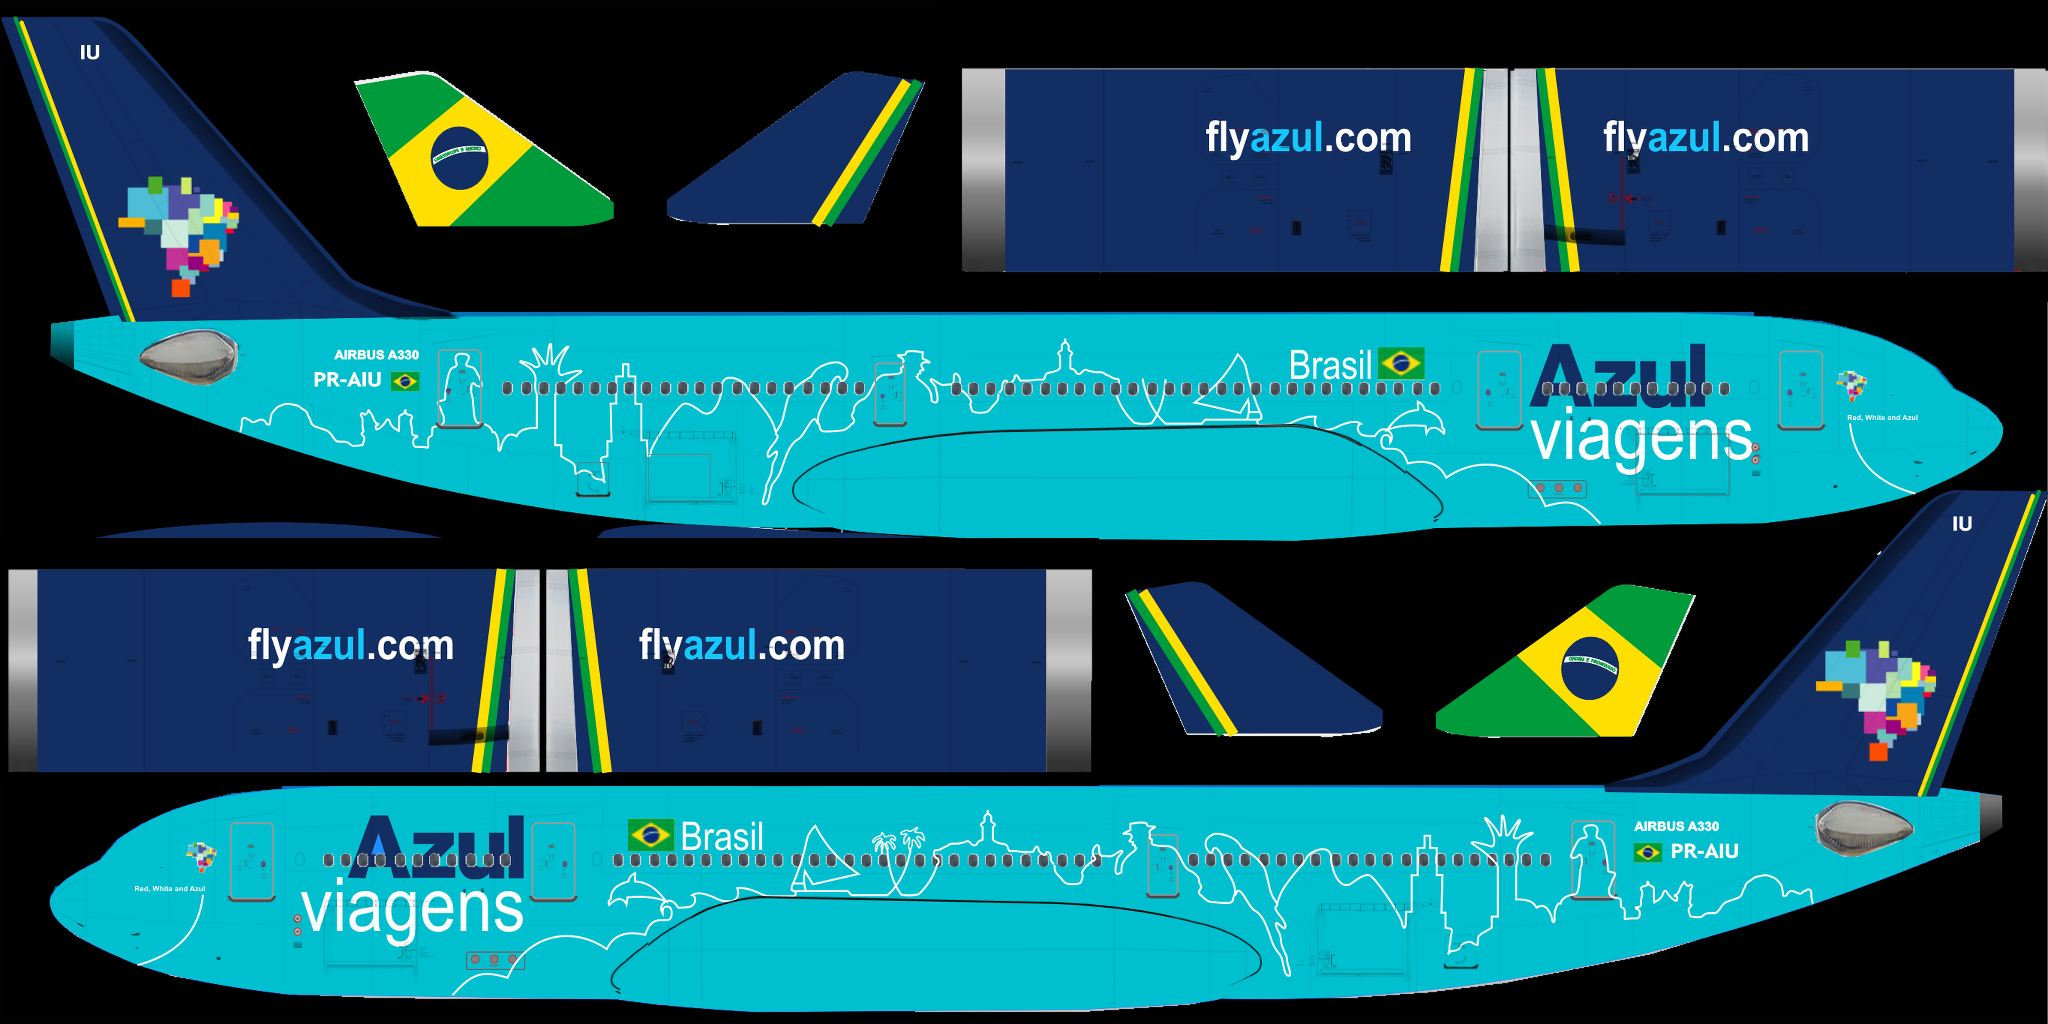 IU
flyazul.com
flyazul.com
AIRBUS A330
PR-AIU
Brasil
Azul
viagens
Red, White and Azul
IU
flyazul.com
flyazul.com
Azul
viagens
Brasil
Red, White and Azul
AIRBUS A330
PR-AIU